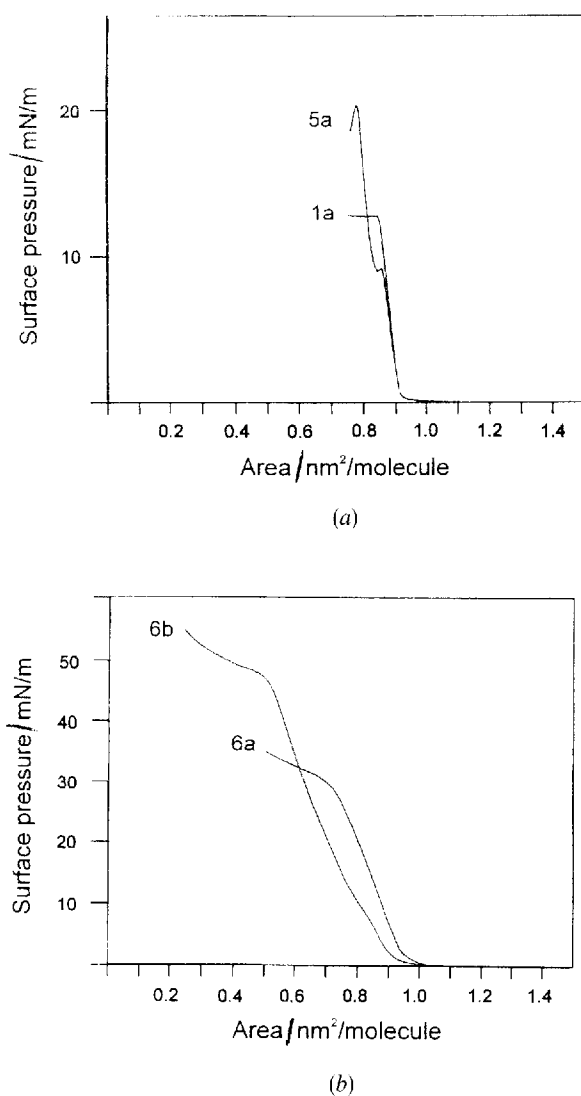 20
10
Surface pressure/mN/m
5a
1a
0.2 0.4 0.6 0.8 1.0 1.2 1.4
Area/nm²/molecule
(a)
50
40
30
20
10
Surface pressure/mN/m
6b
6a
0.2 0.4 0.6 0.8 1.0 1.2 1.4
Area/nm²/molecule
(b)